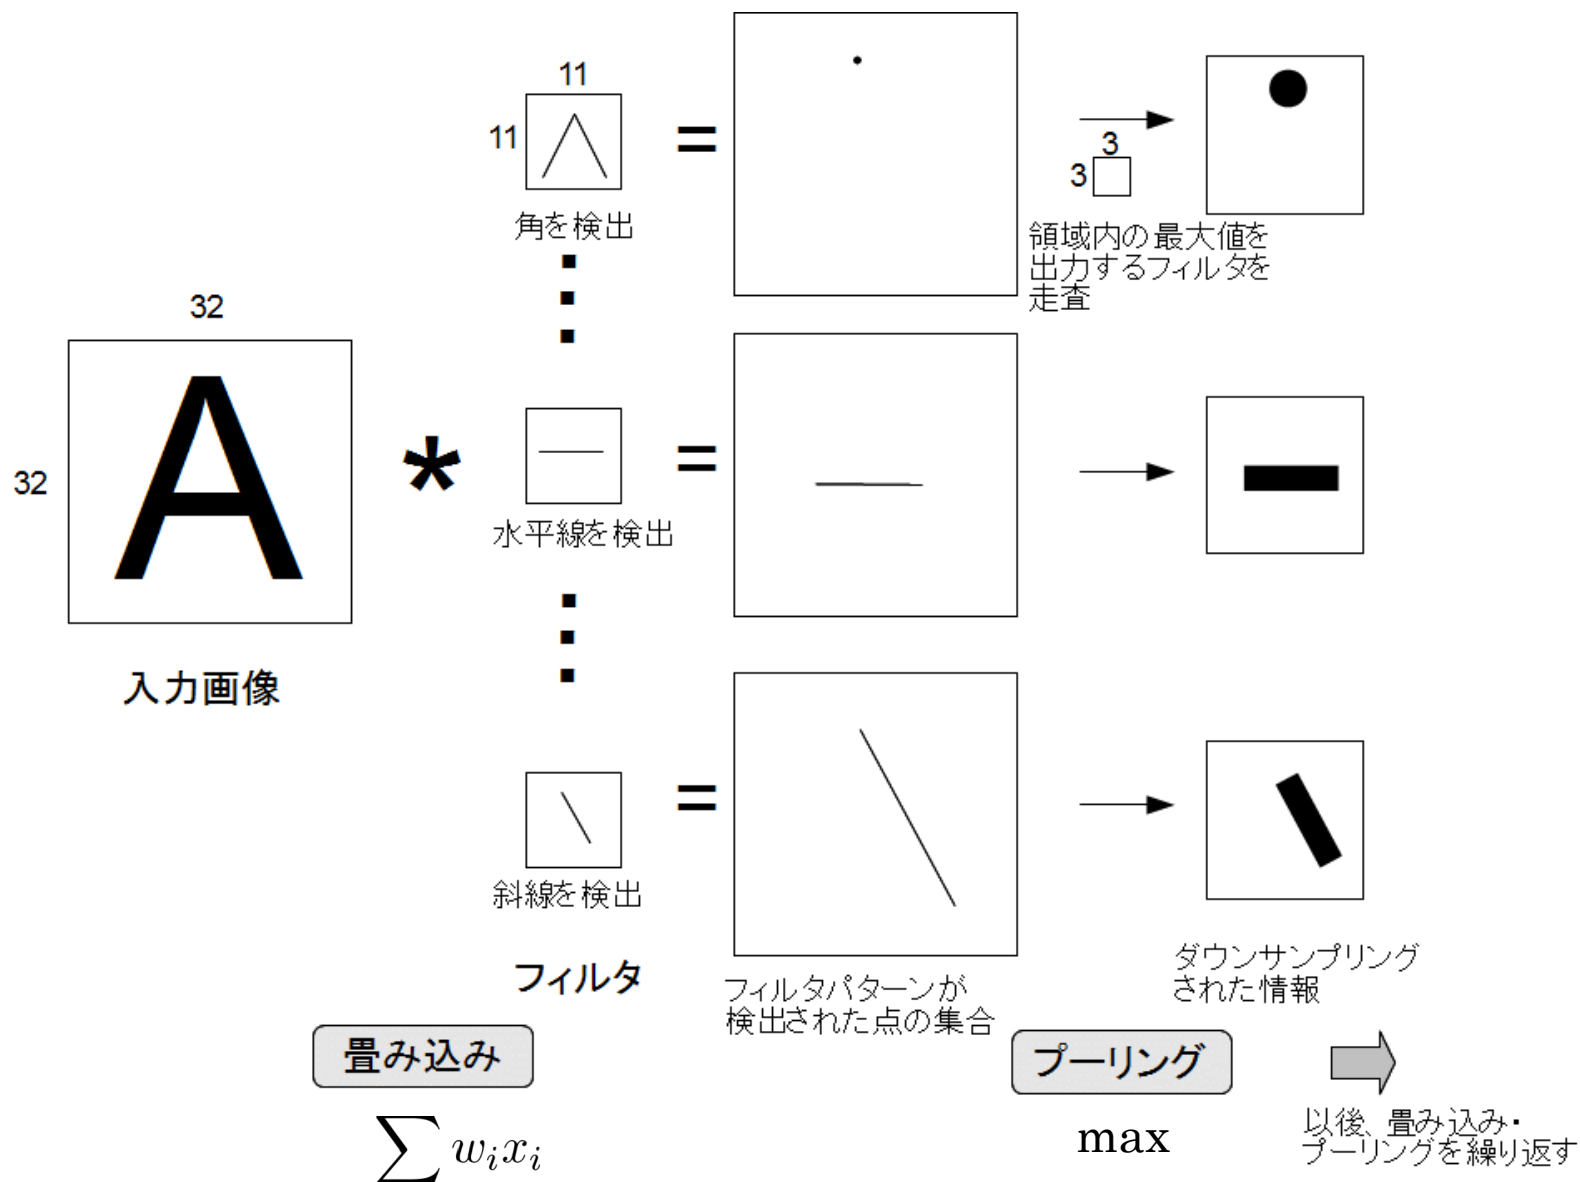 32
32
A
入力画像
*
11
11
角を検出
水平線を検出
斜線を検出
フィルタ
=
=
=
フィルタパターンが
検出された点の集合
3
3
領域内の最大値を
出力するフィルタを
走査
ダウンサンプリング
された情報
畳み込み
∑ wᵢxᵢ
プーリング
max
以後、畳み込み・
プーリングを繰り返す